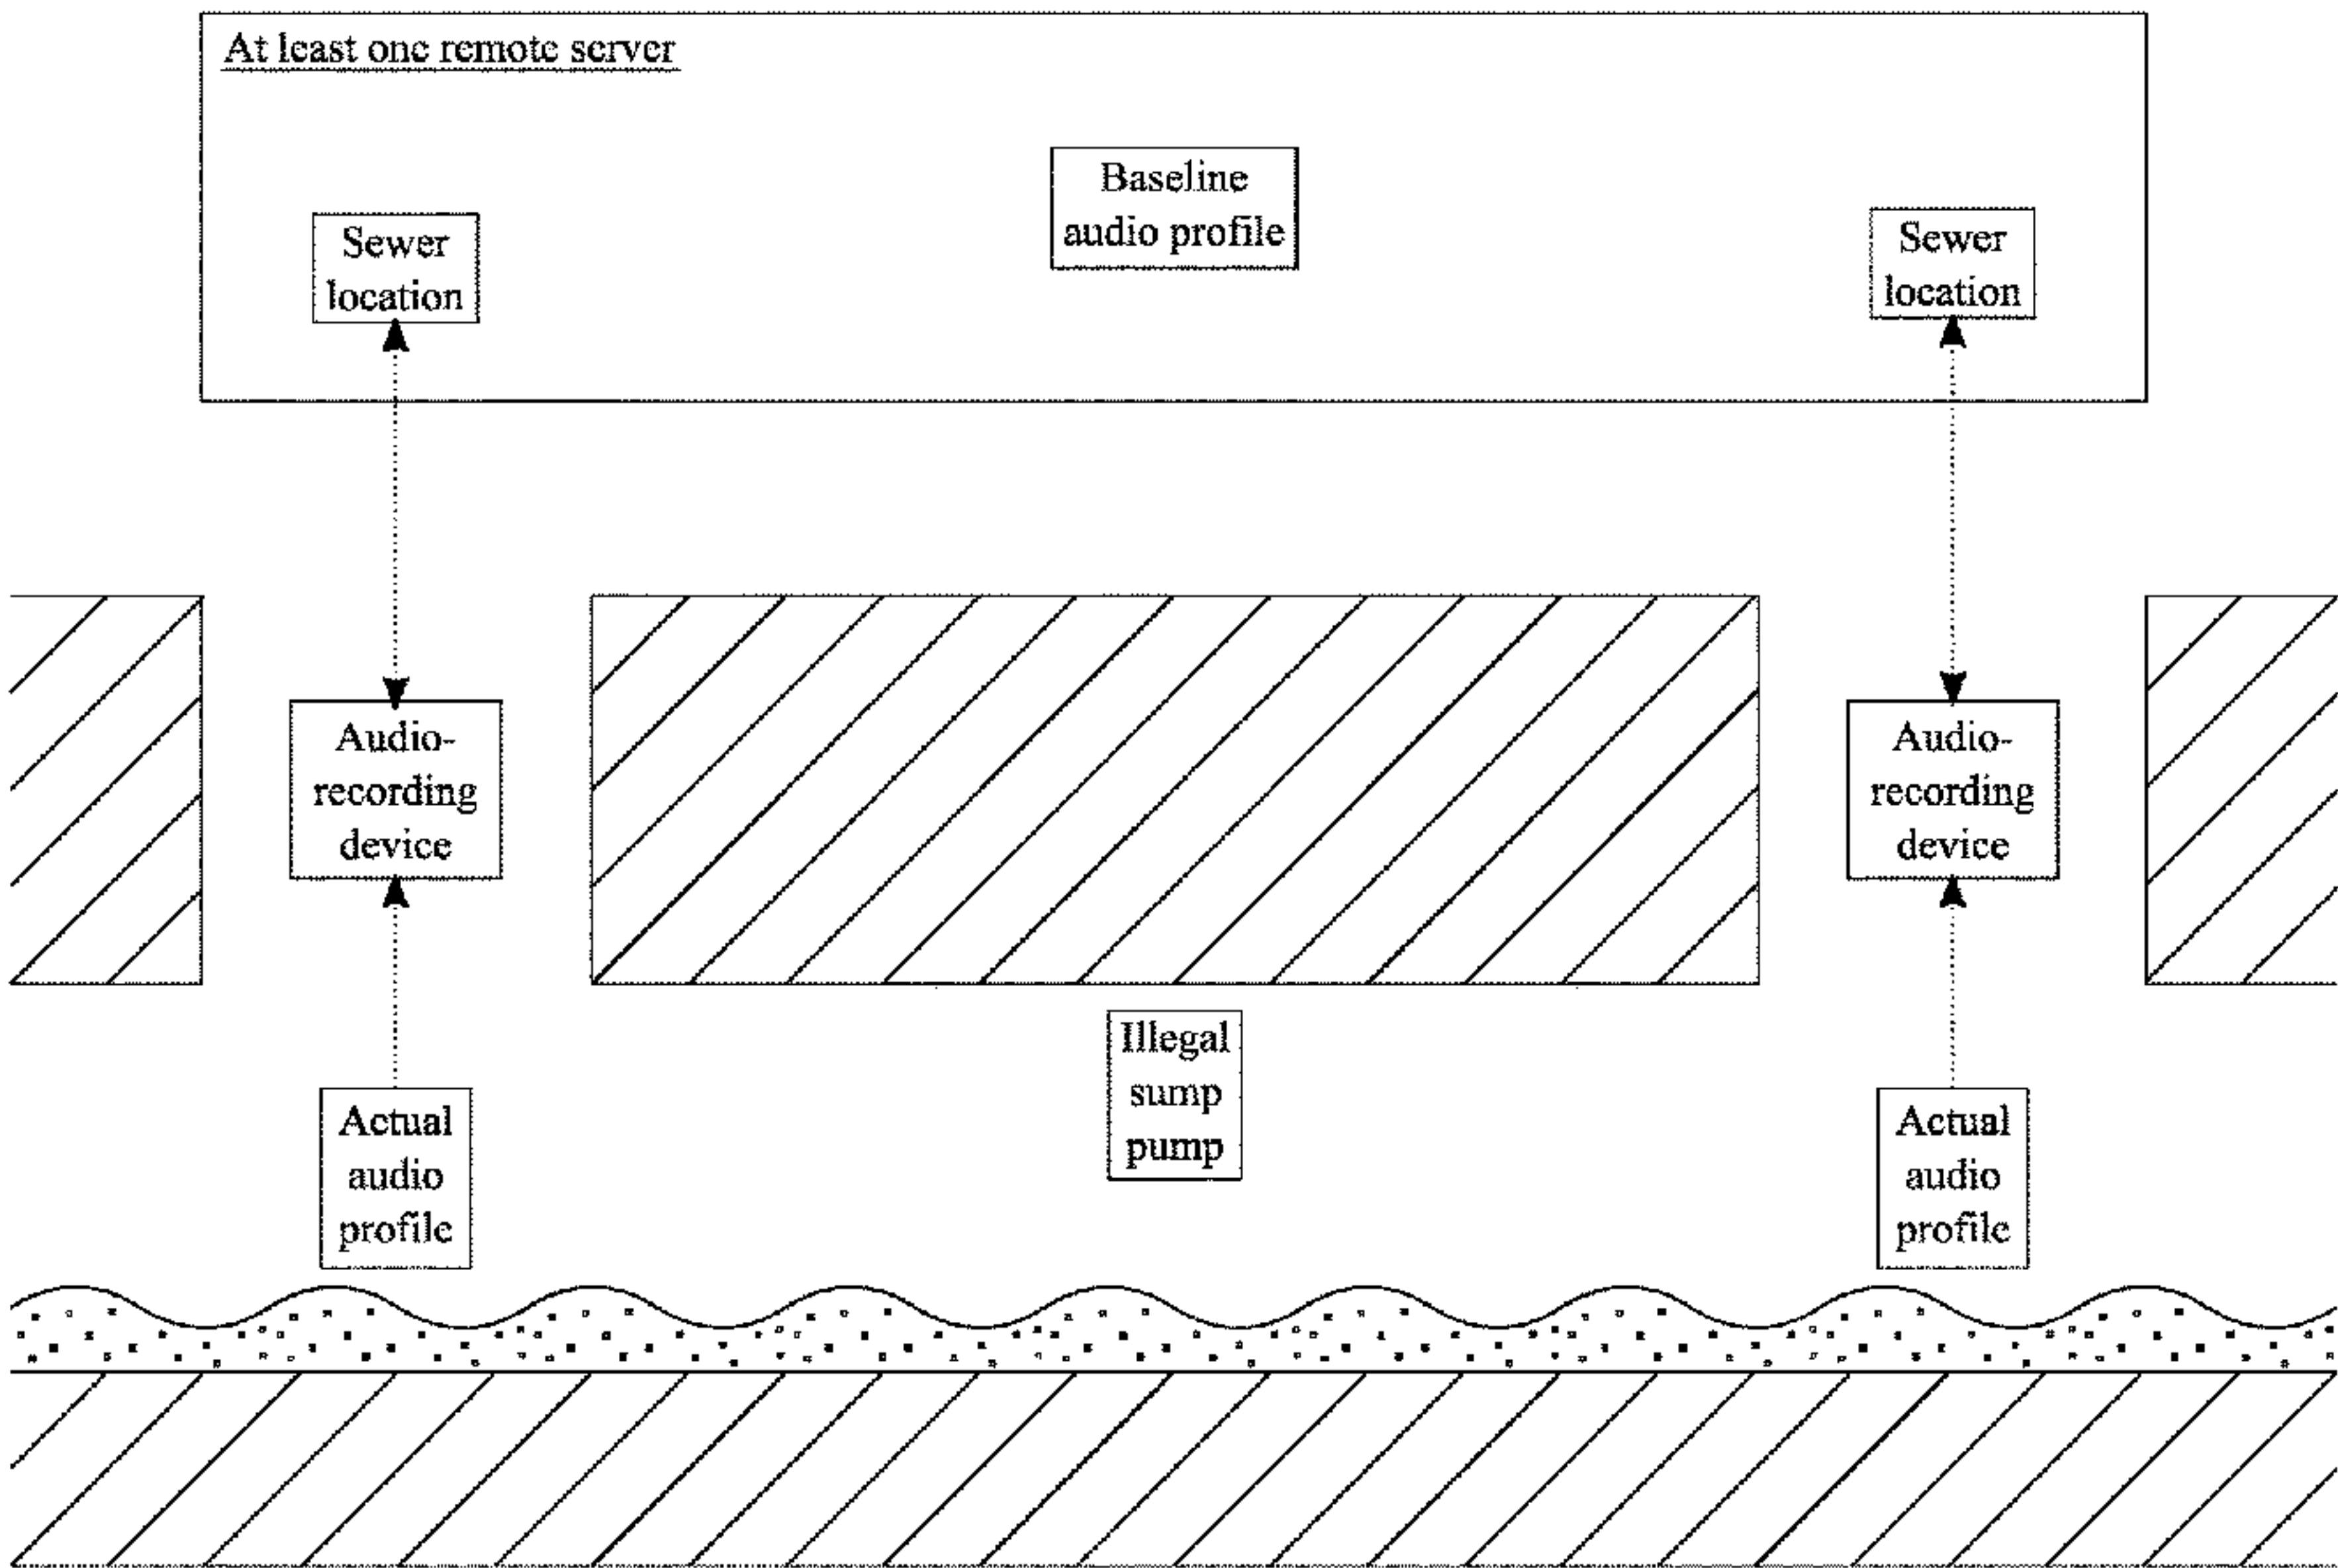 At least one remote server
Baseline
audio profile
Sewer
location
Sewer
location
Audio-
recording
device
Audio-
recording
device
Illegal
sump
pump
Actual
audio
profile
Actual
audio
profile